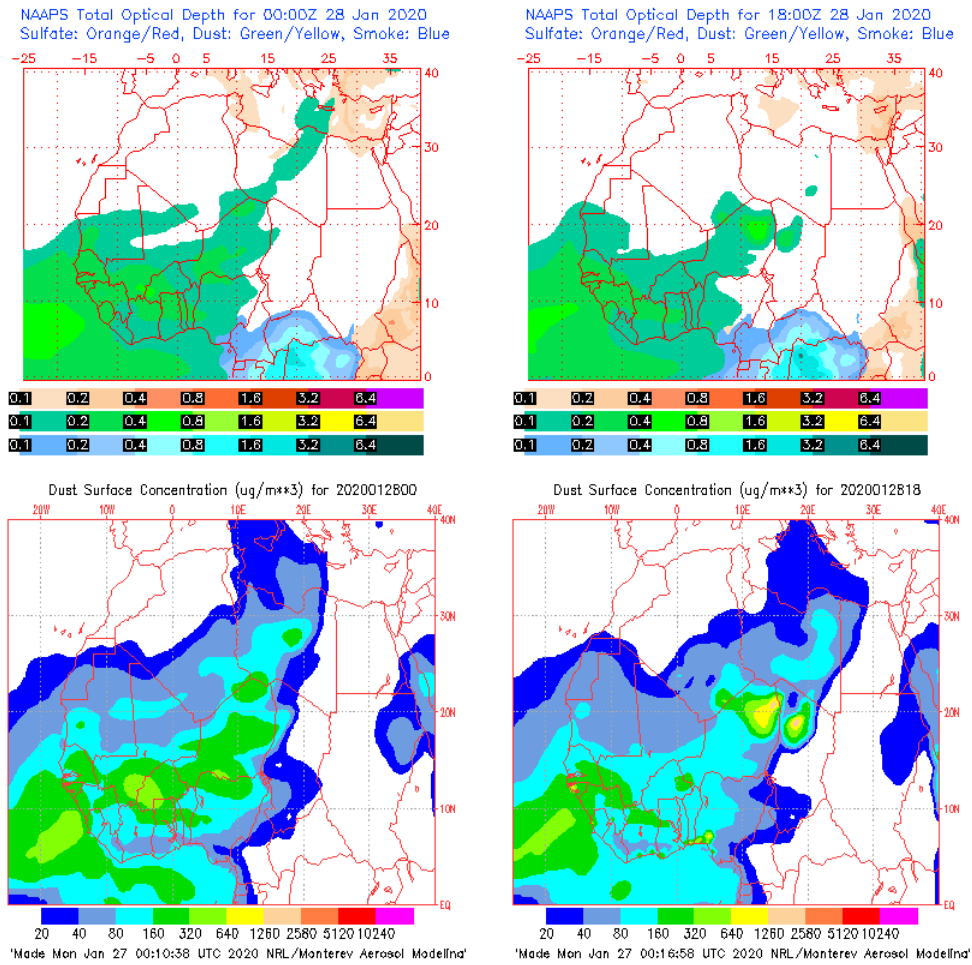 NAAPS Total Optical Depth for 00:00Z 28 Jan 2020
Sulfate: Orange/Red, Dust: Green/Yellow, Smoke: Blue
-25 -15 -5 0 5 15 25 35
40
30
20
10
0
0.1 0.2 0.4 0.8 1.6 3.2 6.4
0.1 0.2 0.4 0.8 1.6 3.2 6.4
0.1 0.2 0.4 0.8 1.6 3.2 6.4
NAAPS Total Optical Depth for 18:00Z 28 Jan 2020
Sulfate: Orange/Red, Dust: Green/Yellow, Smoke: Blue
-25 -15 -5 0 5 15 25 35
40
30
20
10
0
0.1 0.2 0.4 0.8 1.6 3.2 6.4
0.1 0.2 0.4 0.8 1.6 3.2 6.4
0.1 0.2 0.4 0.8 1.6 3.2 6.4
Dust Surface Concentration (ug/m**3) for 2020012800
20W 10W 0 10E 20E 30E 40E
40N
30N
20N
10N
EQ
20 40 80 160 320 640 1260 2580 5120 10240
'Made Mon Jan 27 00:10:38 UTC 2020 NRL/Monterey Aerosol Modeling'
Dust Surface Concentration (ug/m**3) for 2020012818
20W 10W 0 10E 20E 30E 40E
40N
30N
20N
10N
EQ
20 40 80 160 320 640 1260 2580 5120 10240
'Made Mon Jan 27 00:16:58 UTC 2020 NRL/Monterey Aerosol Modeling'